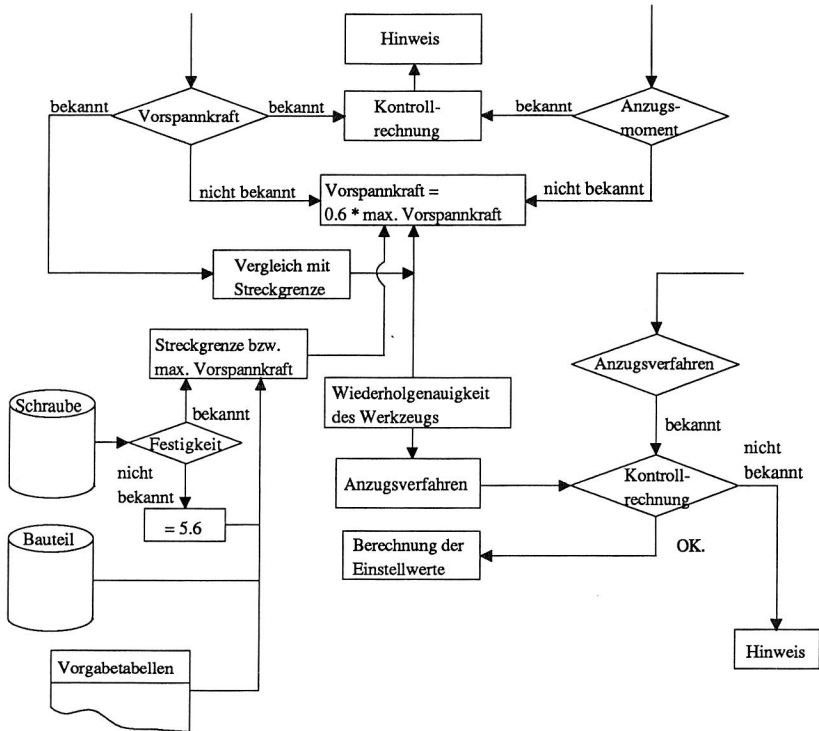 Hinweis
bekannt
Vorspannkraft
bekannt
Kontroll-
rechnung
bekannt
Anzugs-
moment
nicht bekannt
Vorspannkraft =
0.6 * max. Vorspannkraft
nicht bekannt
Vergleich mit
Streckgrenze
Streckgrenze bzw.
max. Vorspannkraft
Anzugsverfahren
Schraube
bekannt
Wiederholgenauigkeit
des Werkzeugs
bekannt
Festigkeit
nicht
bekannt
Anzugsverfahren
Kontroll-
rechnung
nicht
bekannt
= 5.6
Bauteil
Berechnung der
Einstellwerte
OK.
Vorgabetabellen
Hinweis